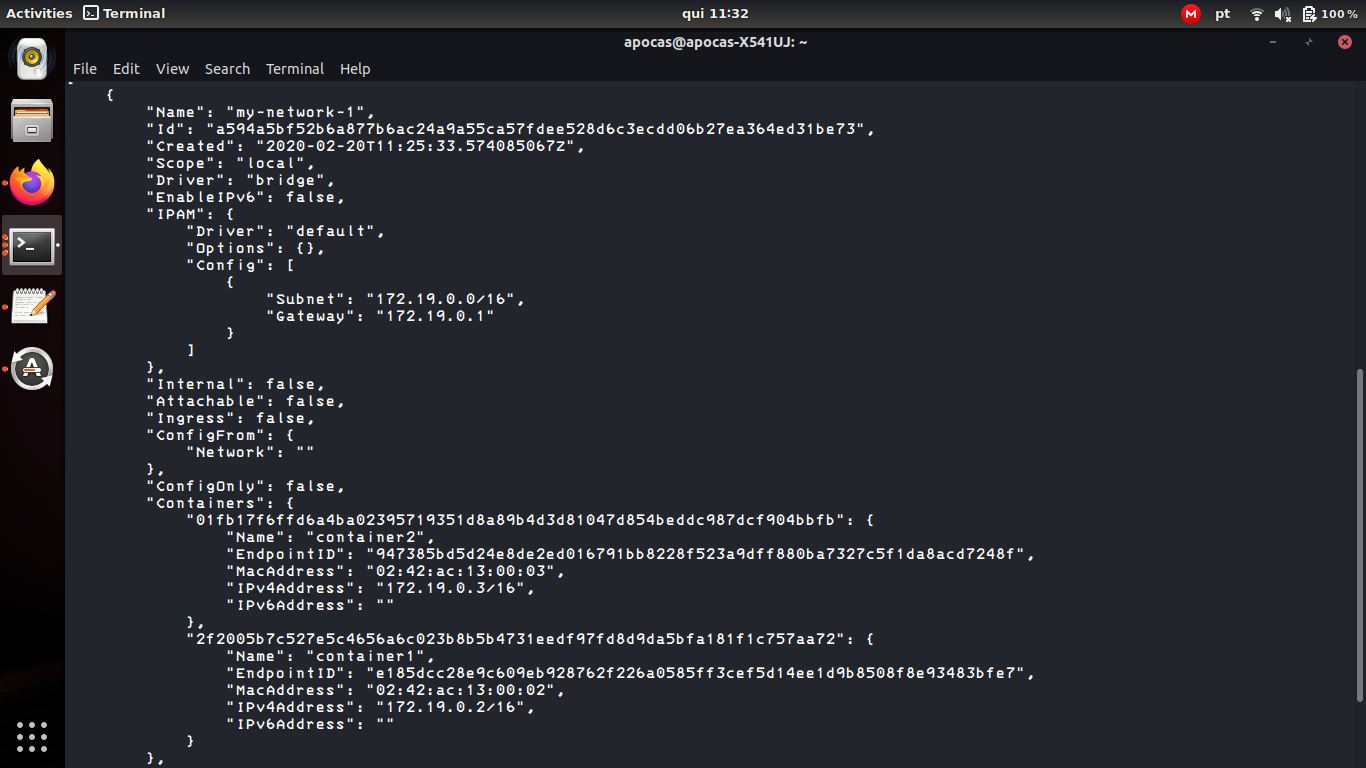 Activities Terminal qui 11:32 pt 100 %
apocas@apocas-X541UJ: ~
File Edit View Search Terminal Help
{
"Name": "my-network-1",
"Id": "a594a5bf52b6a877b6ac24a9a55ca57fdee528d6c3ecdd06b27ea364ed31be73",
"Created": "2020-02-20T11:25:33.574085067Z",
"Scope": "local",
"Driver": "bridge",
"EnableIPv6": false,
"IPAM": {
"Driver": "default",
"Options": {},
"Config": [
{
"Subnet": "172.19.0.0/16",
"Gateway": "172.19.0.1"
}
]
},
"Internal": false,
"Attachable": false,
"Ingress": false,
"ConfigFrom": {
"Network": ""
},
"ConfigOnly": false,
"Containers": {
"01fb17f6ffd6a4ba02395719351d8a89b4d3d81047d854beddc987dcf904bbfb": {
"Name": "container2",
"EndpointID": "947385bd5d24e8de2ed016791bb8228f523a9dff880ba7327c5f1da8acd7248f",
"MacAddress": "02:42:ac:13:00:03",
"IPv4Address": "172.19.0.3/16",
"IPv6Address": ""
},
"2f2005b7c527e5c4656a6c023b8b5b4731eedf97fd8d9da5bfa181f1c757aa72": {
"Name": "container1",
"EndpointID": "e185dcc28e9c609eb928762f226a0585ff3cef5d14ee1d9b8508f8e93483bfe7",
"MacAddress": "02:42:ac:13:00:02",
"IPv4Address": "172.19.0.2/16",
"IPv6Address": ""
}
},